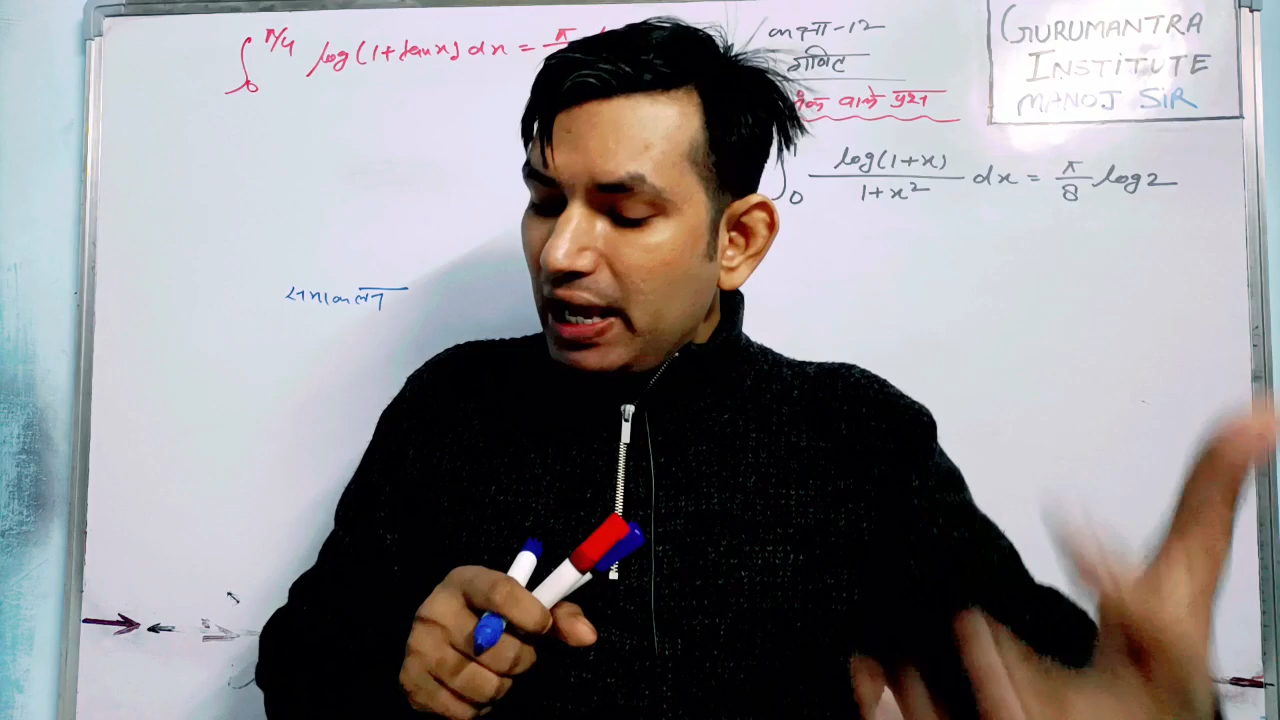 ∫₀^π/4 log(1+tanx) dx = π
कक्षा-12
गणित
अंक वाले प्रश्न
GURUMANTRA
INSTITUTE
MANOJ SIR
∫₀ log(1+x)/1+x² dx = π/8 log2
समाकलन